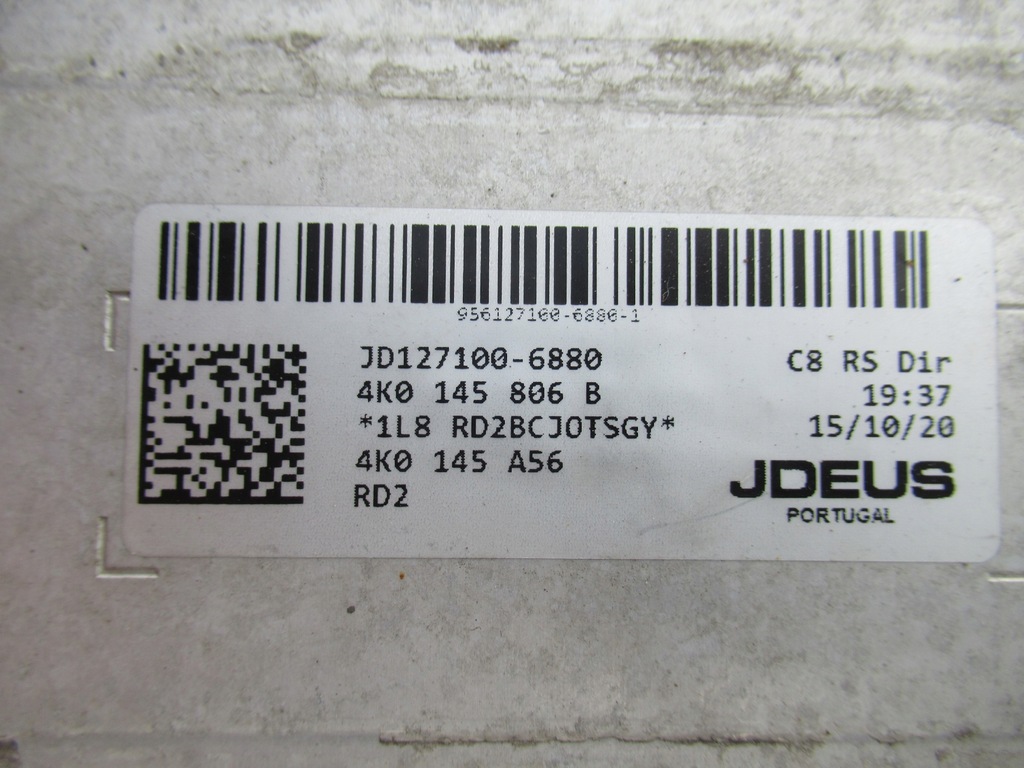 956127100-6880-1
JD127100-6880
4K0 145 806 B
*1L8 RD2BCJOTSGY*
4K0 145 A56
RD2
C8 RS Dir
19:37
15/10/20
JDEUS
PORTUGAL